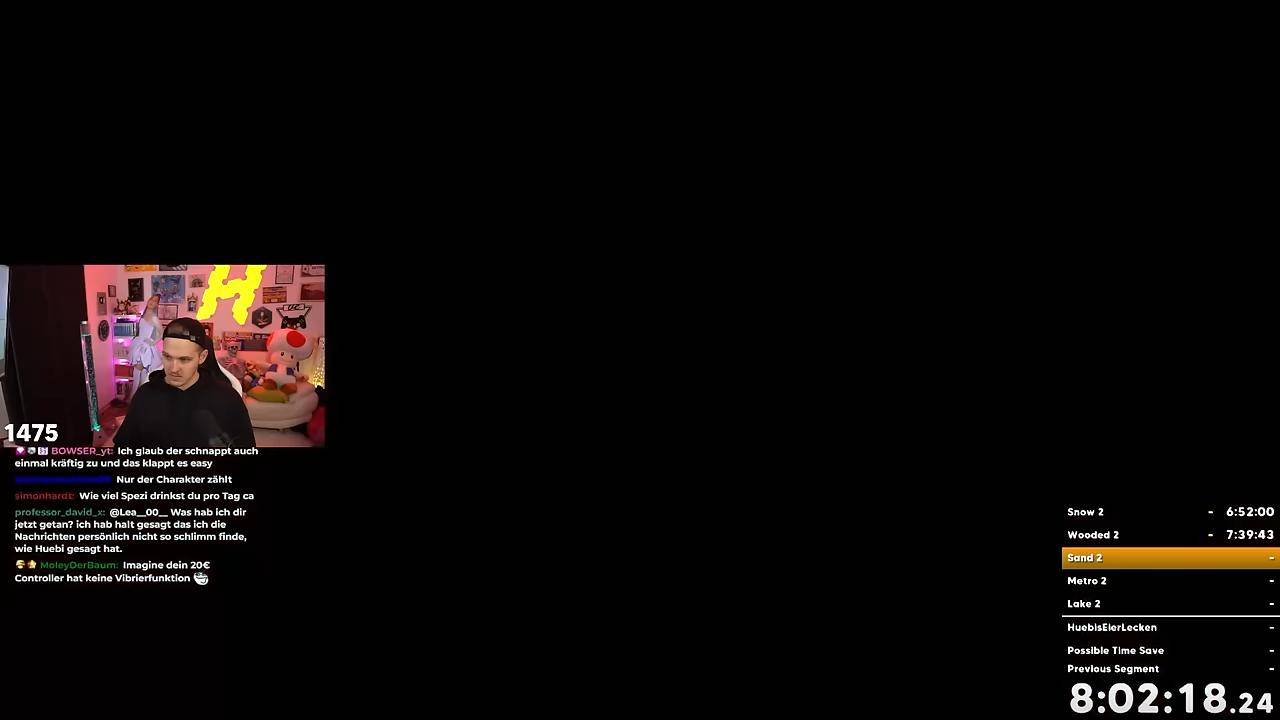 1475
BOWSER_yt: Ich glaub der schnappt auch
einmal kräftig zu und das klappt es easy
Nur der Charakter zählt
simonhardt: Wie viel Spezi drinkst du pro Tag ca
professor_david_x: @Lea__00__ Was hab ich dir
jetzt getan? ich hab halt gesagt das ich die
Nachrichten persönlich nicht so schlimm finde,
wie Huebi gesagt hat.
MoleyDerBaum: Imagine dein 20€
Controller hat keine Vibrierfunktion
Snow 2 - 6:52:00
Wooded 2 - 7:39:43
Sand 2 -
Metro 2 -
Lake 2 -
HuebisEierLecken -
Possible Time Save -
Previous Segment -
8:02:18.24